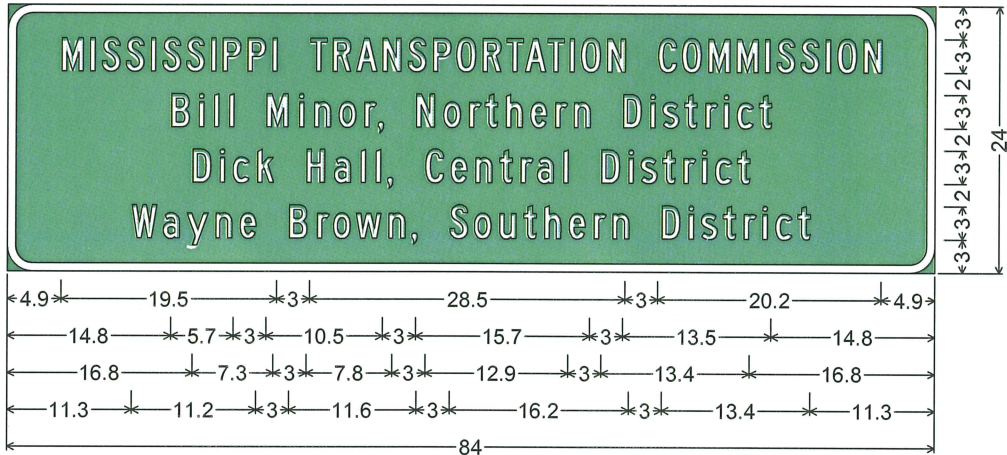 MISSISSIPPI TRANSPORTATION COMMISSION
Bill Minor, Northern District
Dick Hall, Central District
Wayne Brown, Southern District
3 3 2 3 2 3 2 3 3
24
4.9 19.5 3 28.5 3 20.2 4.9
14.8 5.7 3 10.5 3 15.7 3 13.5 14.8
16.8 7.3 3 7.8 3 12.9 3 13.4 16.8
11.3 11.2 3 11.6 3 16.2 3 13.4 11.3
84